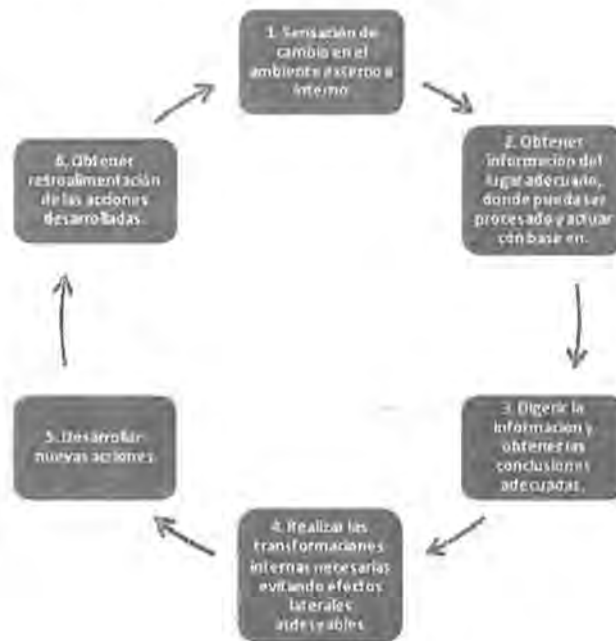 1. Sensación de
cambio en el
ambiente externo o
interno
2. Obtener
información del
lugar adecuado,
donde pueda ser
procesado y actuar
con base en.
3. Digerir la
información y
obtener las
conclusiones
adecuadas.
4. Realizar las
transformaciones
internas necesarias
evitando efectos
laterales
indeseables
5. Desarrollar
nuevas acciones
6. Obtener
retroalimentación
de las acciones
desarrolladas.